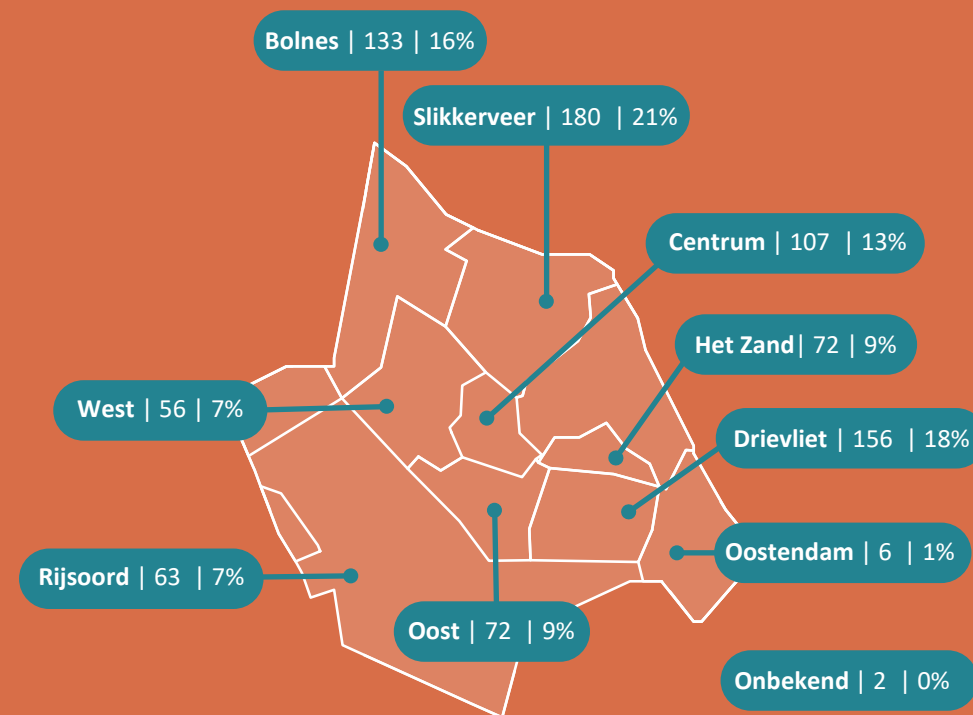 Bolnes | 133 | 16%
Slikkerveer | 180 | 21%
Centrum | 107 | 13%
Het Zand| 72 | 9%
West | 56 | 7%
Drievliet | 156 | 18%
Oostendam | 6 | 1%
Rijsoord | 63 | 7%
Oost | 72 | 9%
Onbekend | 2 | 0%